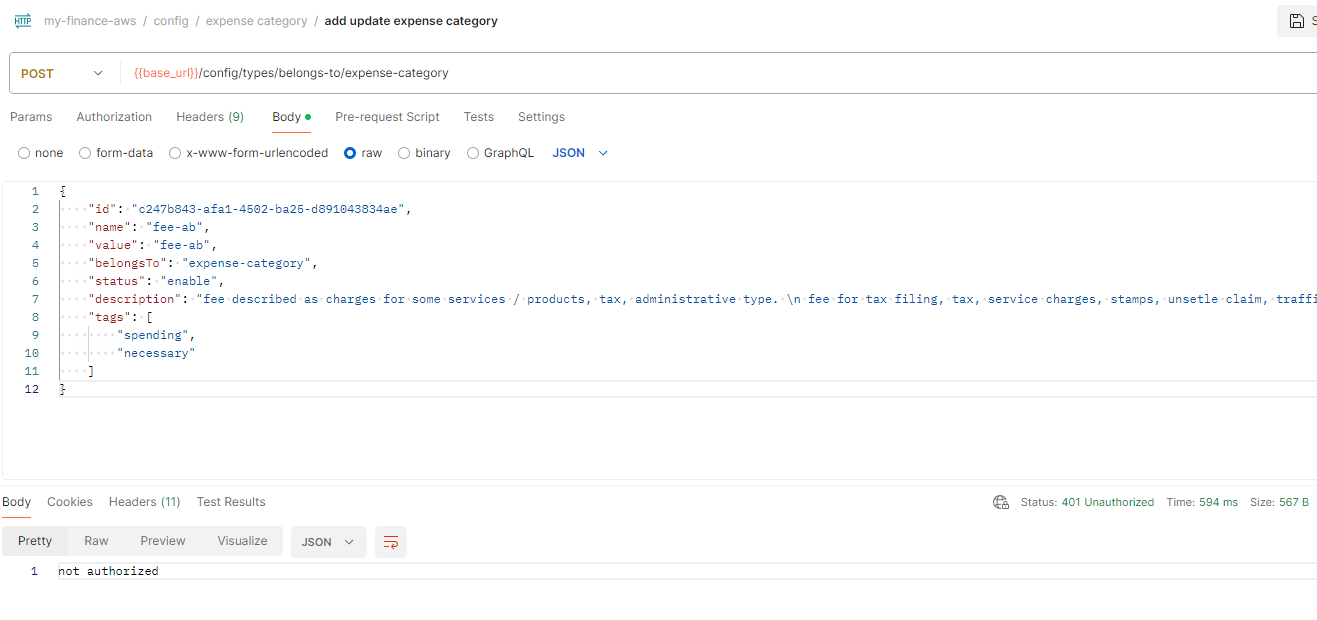 HTTP my-finance-aws / config / expense category / add update expense category
POST {{base_url}}/config/types/belongs-to/expense-category
Params Authorization Headers (9) Body Pre-request Script Tests Settings
none form-data x-www-form-urlencoded raw binary GraphQL JSON
1 {
2 "id": "c247b843-afa1-4502-ba25-d891043834ae",
3 "name": "fee-ab",
4 "value": "fee-ab",
5 "belongsTo": "expense-category",
6 "status": "enable",
7 "description": "fee described as charges for some services / products, tax, administrative type. \n fee for tax filing, tax, service charges, stamps, unsetle claim, traffi
8 "tags": [
9 "spending",
10 "necessary"
11 ]
12 }
Body Cookies Headers (11) Test Results Status: 401 Unauthorized Time: 594 ms Size: 567 B
Pretty Raw Preview Visualize JSON
1 not authorized